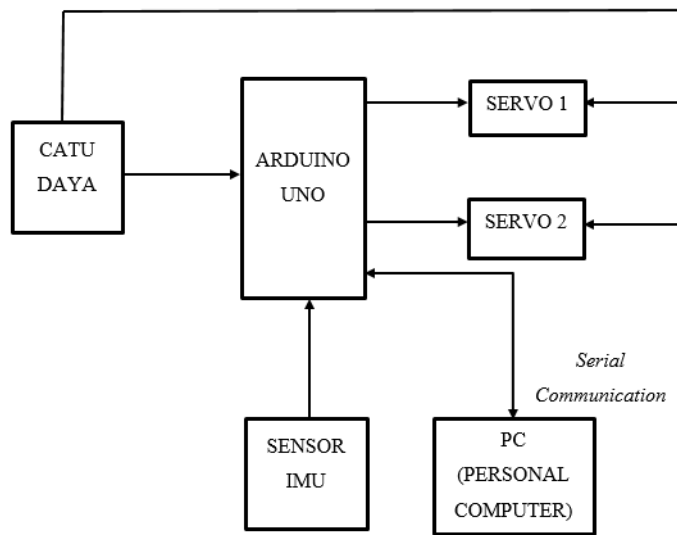 CATU
DAYA
ARDUINO
UNO
SERVO 1
SERVO 2
Serial
Communication
SENSOR
IMU
PC
(PERSONAL
COMPUTER)